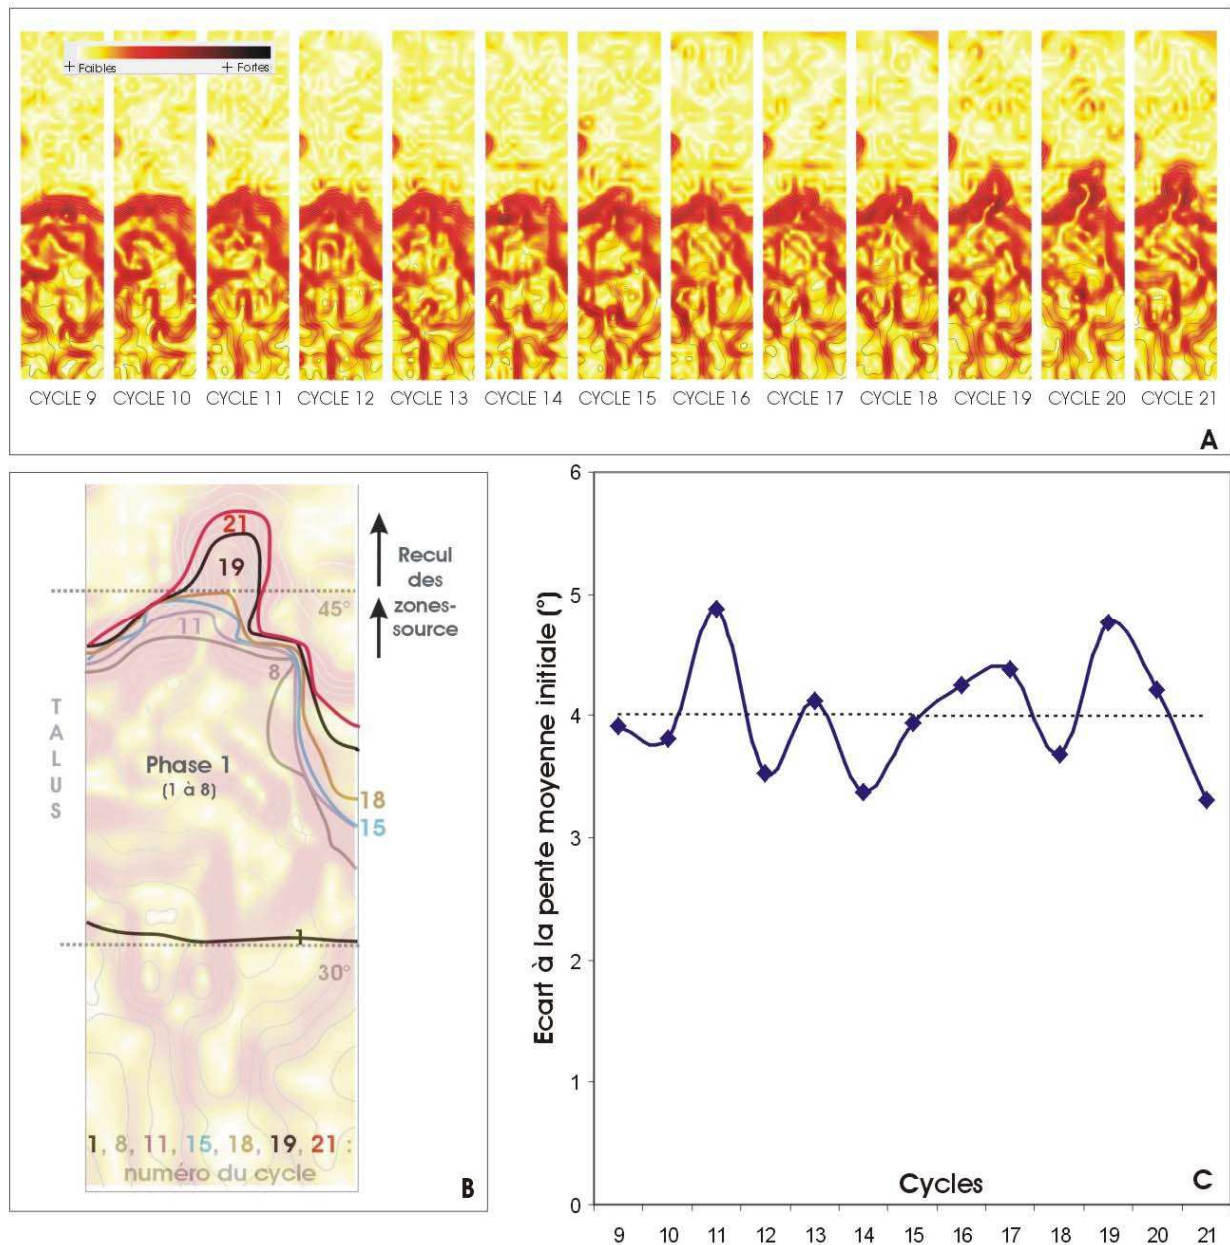 + Faibles + Fortes
CYCLE 9 CYCLE 10 CYCLE 11 CYCLE 12 CYCLE 13 CYCLE 14 CYCLE 15 CYCLE 16 CYCLE 17 CYCLE 18 CYCLE 19 CYCLE 20 CYCLE 21
A
21
19
45°
11
8
Recul
des
zones-
source
TALUS
Phase 1
(1 à 8)
18
15
1
30°
1, 8, 11, 15, 18, 19, 21 :
numéro du cycle
B
Ecart à la pente moyenne initiale (°)
6
5
4
3
2
1
0
Cycles
C
9 10 11 12 13 14 15 16 17 18 19 20 21